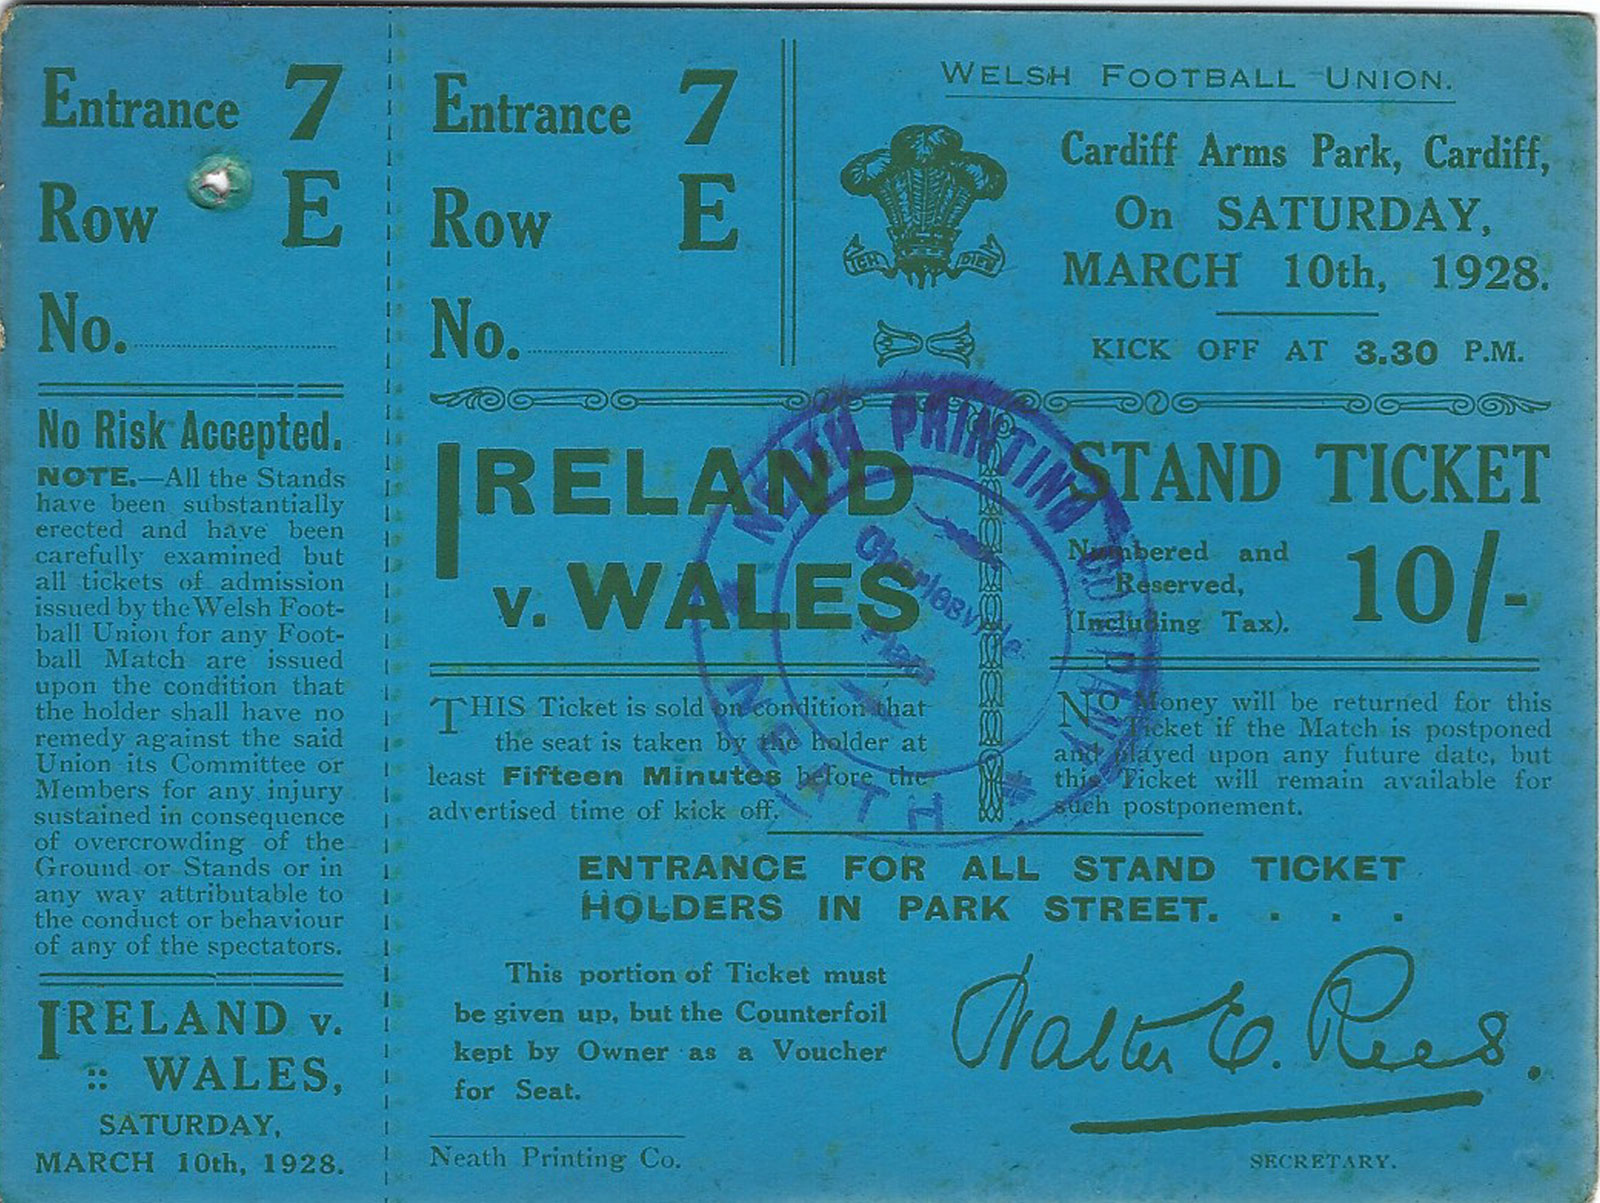 Entrance 7
Row E
No.
No Risk Accepted.
NOTE.—All the Stands
have been substantially
erected and have been
carefully examined but
all tickets of admission
issued by the Welsh Foot-
ball Union for any Foot-
ball Match are issued
upon the condition that
the holder shall have no
remedy against the said
Union its Committee or
Members for any injury
sustained in consequence
of overcrowding of the
Ground or Stands or in
any way attributable to
the conduct or behaviour
of any of the spectators.
IRELAND v.
:: WALES,
SATURDAY,
MARCH 10th, 1928.
Entrance 7
Row E
No.
WELSH FOOTBALL UNION.
ICH DIEN
Cardiff Arms Park, Cardiff,
On SATURDAY,
MARCH 10th, 1928.
KICK OFF AT 3.30 P.M.
IRELAND
v. WALES
STAND TICKET
Numbered and
Reserved,
(Including Tax).
10/-
THIS Ticket is sold on condition that
the seat is taken by the holder at
least Fifteen Minutes before the
advertised time of kick off.
No Money will be returned for this
Ticket if the Match is postponed
and played upon any future date, but
this Ticket will remain available for
such postponement.
NEATH PRINTING COMPANY
NEATH
ENTRANCE FOR ALL STAND TICKET
HOLDERS IN PARK STREET. . . .
This portion of Ticket must
be given up, but the Counterfoil
kept by Owner as a Voucher
for Seat.
Walter E. Rees.
SECRETARY.
Neath Printing Co.